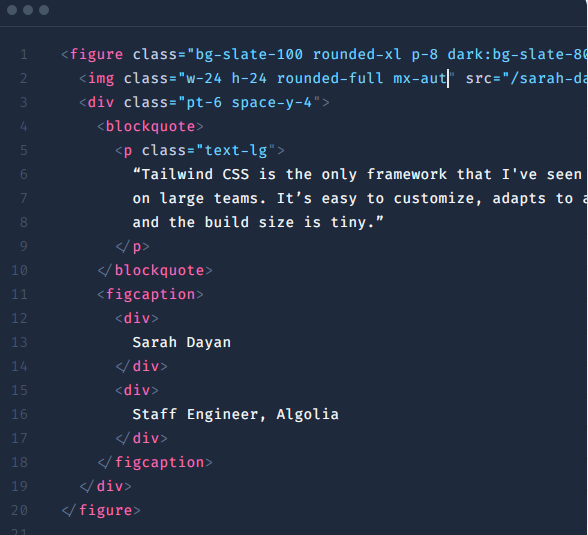 1 <figure class="bg-slate-100 rounded-xl p-8 dark:bg-slate-80
2 <img class="w-24 h-24 rounded-full mx-aut" src="/sarah-da
3 <div class="pt-6 space-y-4">
4 <blockquote>
5 <p class="text-lg">
6 “Tailwind CSS is the only framework that I've seen
7 on large teams. It’s easy to customize, adapts to a
8 and the build size is tiny.”
9 </p>
10 </blockquote>
11 <figcaption>
12 <div>
13 Sarah Dayan
14 </div>
15 <div>
16 Staff Engineer, Algolia
17 </div>
18 </figcaption>
19 </div>
20 </figure>
21